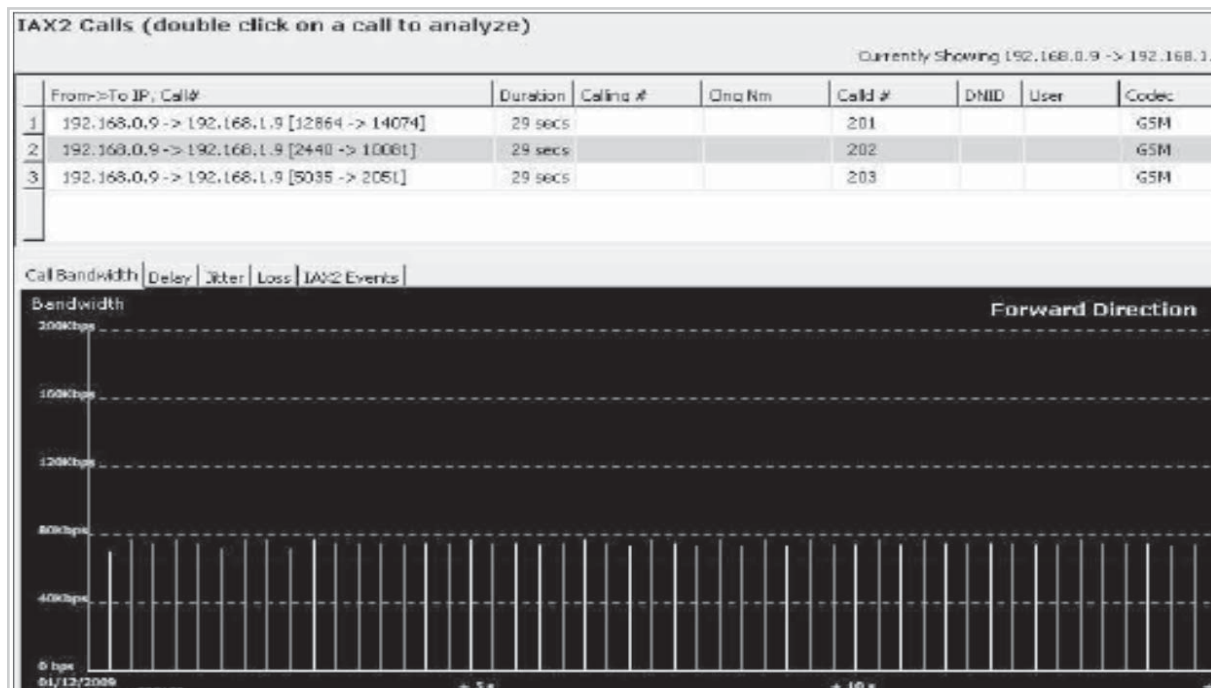 IAX2 Calls (double click on a call to analyze)
Currently Showing 192.168.0.9 -> 192.168.1.
From->To IP, Call# Duration Calling # Clng Nm Calld # DNID User Codec
1 192.168.0.9 -> 192.168.1.9 [12864 -> 14074] 29 secs 201 GSM
2 192.168.0.9 -> 192.168.1.9 [2440 -> 10081] 29 secs 202 GSM
3 192.168.0.9 -> 192.168.1.9 [5035 -> 2051] 29 secs 203 GSM
Call Bandwidth Delay Jitter Loss IAX2 Events
Bandwidth
Forward Direction
200Kbps
160Kbps
120Kbps
80Kbps
40Kbps
0 bps
01/12/2009 + 5s + 10s